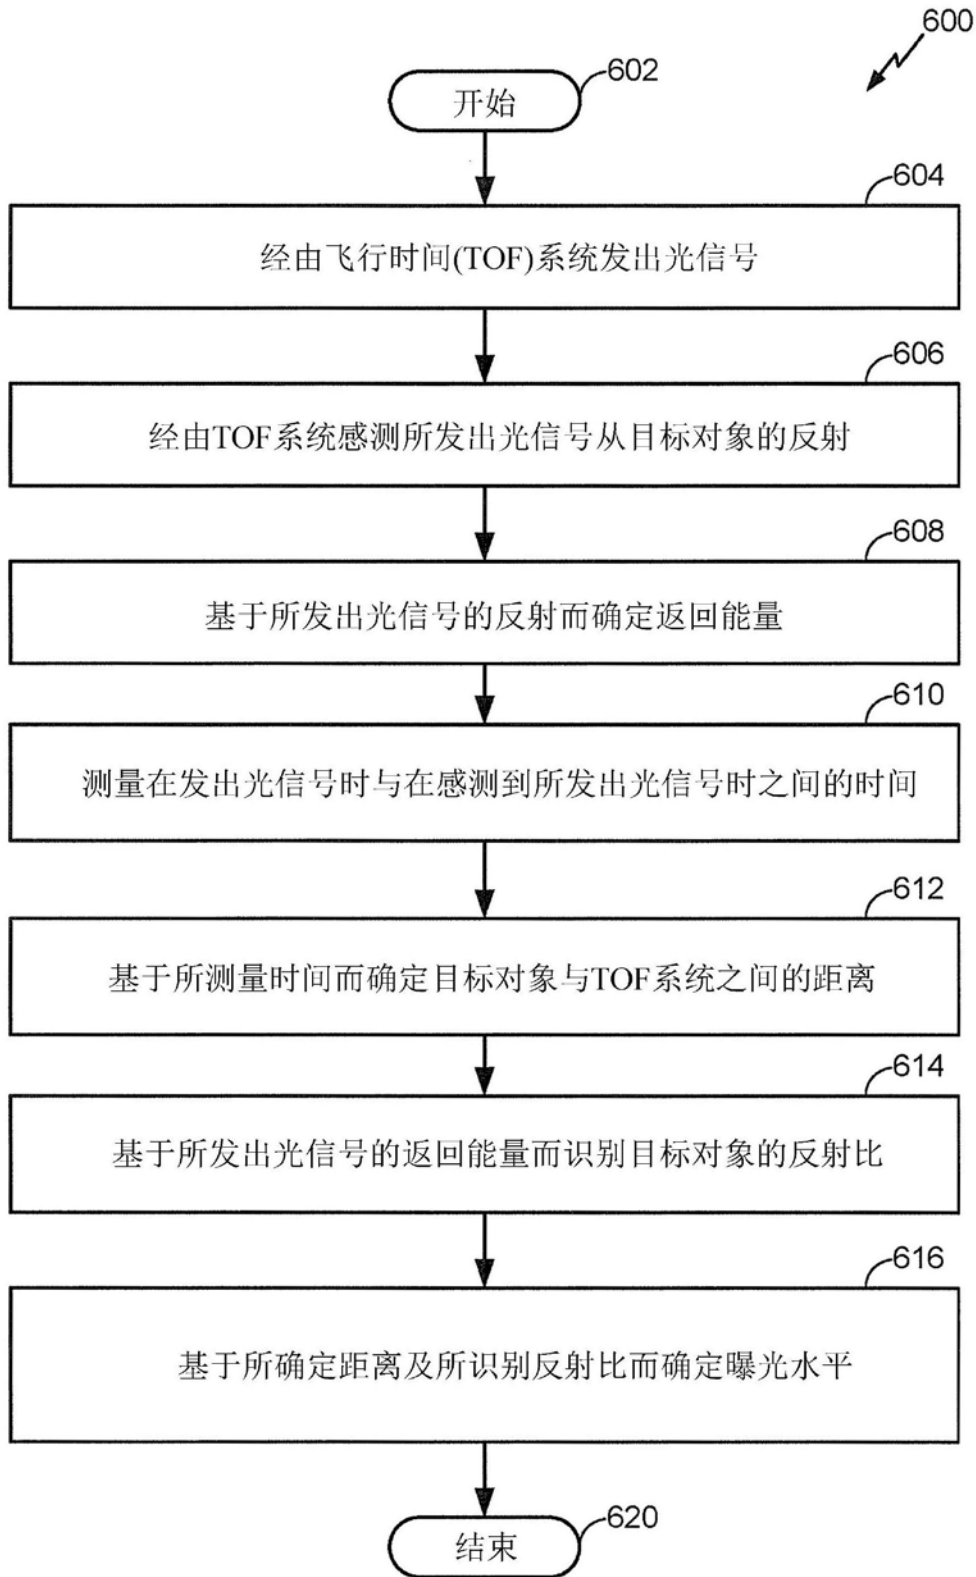 600
602
开始
604
经由飞行时间(TOF)系统发出光信号
606
经由TOF系统感测所发出光信号从目标对象的反射
608
基于所发出光信号的反射而确定返回能量
610
测量在发出光信号时与在感测到所发出光信号时之间的时间
612
基于所测量时间而确定目标对象与TOF系统之间的距离
614
基于所发出光信号的返回能量而识别目标对象的反射比
616
基于所确定距离及所识别反射比而确定曝光水平
620
结束